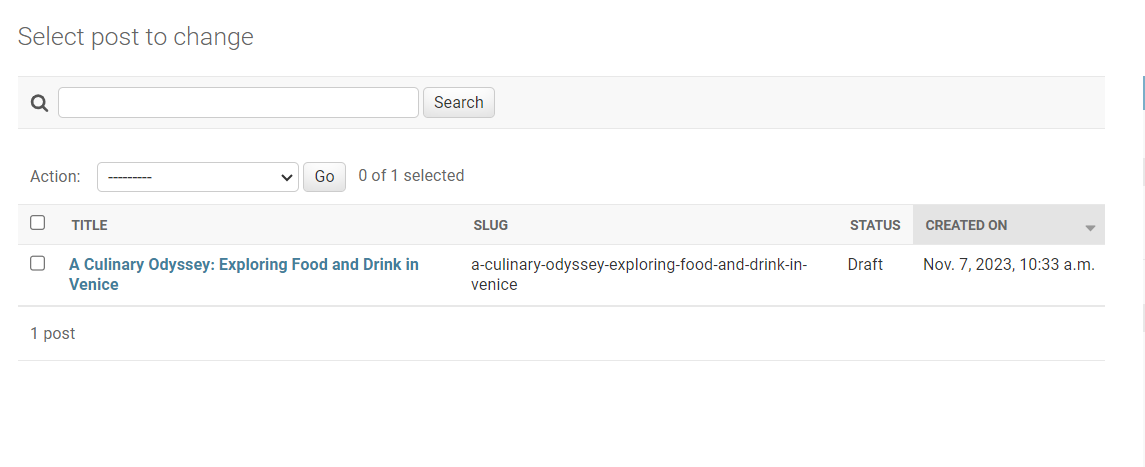 Select post to change
Search
Action: --------- Go 0 of 1 selected
TITLE SLUG STATUS CREATED ON
A Culinary Odyssey: Exploring Food and Drink in a-culinary-odyssey-exploring-food-and-drink-in- Draft Nov. 7, 2023, 10:33 a.m.
Venice venice
1 post